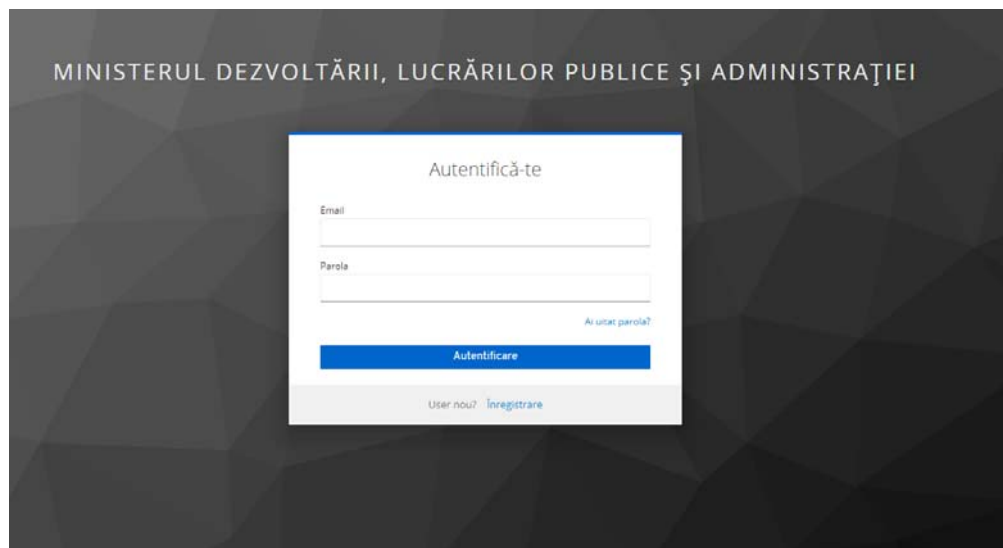 MINISTERUL DEZVOLTĂRII, LUCRĂRILOR PUBLICE ŞI ADMINISTRAŢIEI
Autentifică-te
Email
Parola
Ai uitat parola?
Autentificare
User nou? Înregistrare